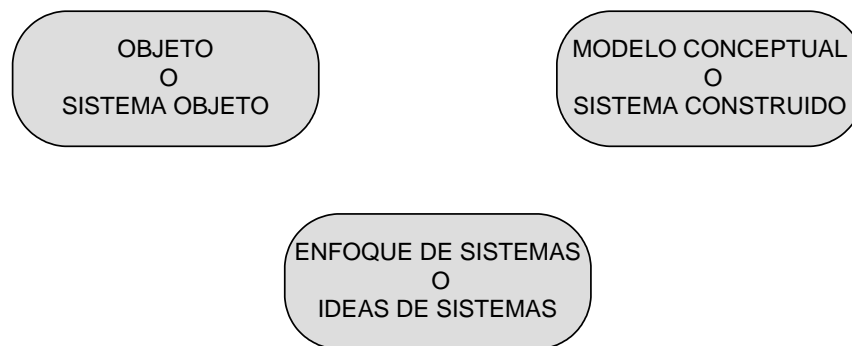 OBJETO
O
SISTEMA OBJETO
MODELO CONCEPTUAL
O
SISTEMA CONSTRUIDO
ENFOQUE DE SISTEMAS
O
IDEAS DE SISTEMAS